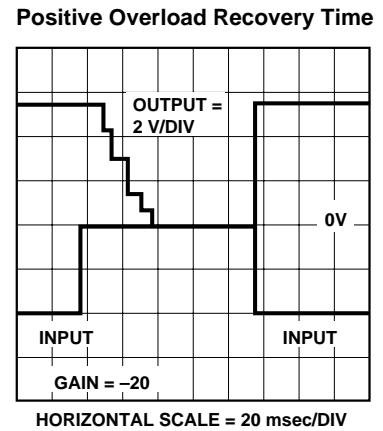 Positive Overload Recovery Time
OUTPUT =
2 V/DIV
0V
INPUT
INPUT
GAIN = –20
HORIZONTAL SCALE = 20 msec/DIV